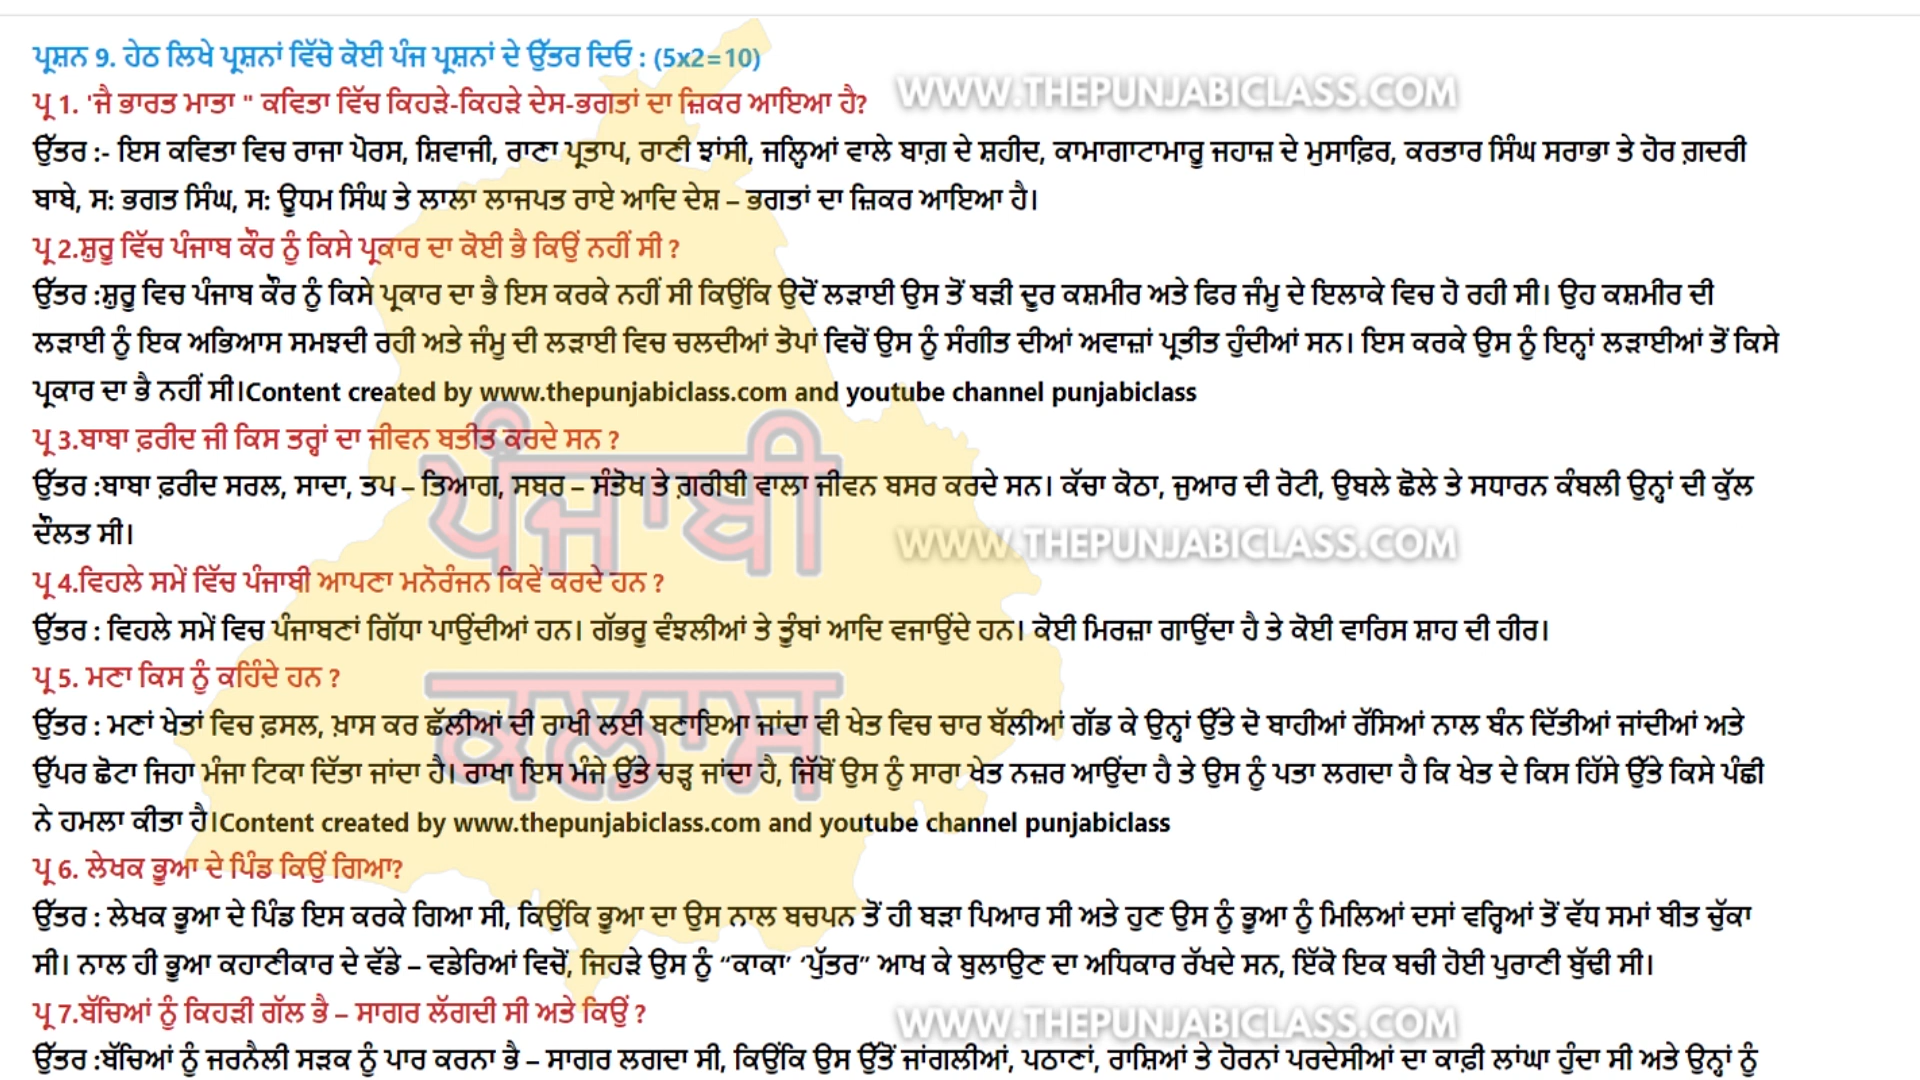 ਪ੍ਰਸ਼ਨ 9. ਹੇਠ ਲਿਖੇ ਪ੍ਰਸ਼ਨਾਂ ਵਿੱਚੋ ਕੋਈ ਪੰਜ ਪ੍ਰਸ਼ਨਾਂ ਦੇ ਉੱਤਰ ਦਿਓ : (5x2=10)
ਪ੍ਰ 1. 'ਜੈ ਭਾਰਤ ਮਾਤਾ " ਕਵਿਤਾ ਵਿੱਚ ਕਿਹੜੇ-ਕਿਹੜੇ ਦੇਸ-ਭਗਤਾਂ ਦਾ ਜ਼ਿਕਰ ਆਇਆ ਹੈ?
WWW.THEPUNJABICLASS.COM
ਉੱਤਰ :- ਇਸ ਕਵਿਤਾ ਵਿਚ ਰਾਜਾ ਪੋਰਸ, ਸ਼ਿਵਾਜੀ, ਰਾਣਾ ਪ੍ਰਤਾਪ, ਰਾਣੀ ਝਾਂਸੀ, ਜਲ੍ਹਿਆਂ ਵਾਲੇ ਬਾਗ਼ ਦੇ ਸ਼ਹੀਦ, ਕਾਮਾਗਾਟਾਮਾਰੂ ਜਹਾਜ਼ ਦੇ ਮੁਸਾਫ਼ਿਰ, ਕਰਤਾਰ ਸਿੰਘ ਸਰਾਭਾ ਤੇ ਹੋਰ ਗ਼ਦਰੀ
ਬਾਬੇ, ਸ: ਭਗਤ ਸਿੰਘ, ਸ: ਊਧਮ ਸਿੰਘ ਤੇ ਲਾਲਾ ਲਾਜਪਤ ਰਾਏ ਆਦਿ ਦੇਸ਼ – ਭਗਤਾਂ ਦਾ ਜ਼ਿਕਰ ਆਇਆ ਹੈ।
ਪ੍ਰ 2.ਸ਼ੁਰੂ ਵਿੱਚ ਪੰਜਾਬ ਕੌਰ ਨੂੰ ਕਿਸੇ ਪ੍ਰਕਾਰ ਦਾ ਕੋਈ ਭੈ ਕਿਉਂ ਨਹੀਂ ਸੀ ?
ਉੱਤਰ :ਸ਼ੁਰੂ ਵਿਚ ਪੰਜਾਬ ਕੌਰ ਨੂੰ ਕਿਸੇ ਪ੍ਰਕਾਰ ਦਾ ਭੈ ਇਸ ਕਰਕੇ ਨਹੀਂ ਸੀ ਕਿਉਂਕਿ ਉਦੋਂ ਲੜਾਈ ਉਸ ਤੋਂ ਬੜੀ ਦੂਰ ਕਸ਼ਮੀਰ ਅਤੇ ਫਿਰ ਜੰਮੂ ਦੇ ਇਲਾਕੇ ਵਿਚ ਹੋ ਰਹੀ ਸੀ। ਉਹ ਕਸ਼ਮੀਰ ਦੀ
ਲੜਾਈ ਨੂੰ ਇਕ ਅਭਿਆਸ ਸਮਝਦੀ ਰਹੀ ਅਤੇ ਜੰਮੂ ਦੀ ਲੜਾਈ ਵਿਚ ਚਲਦੀਆਂ ਤੋਪਾਂ ਵਿਚੋਂ ਉਸ ਨੂੰ ਸੰਗੀਤ ਦੀਆਂ ਅਵਾਜ਼ਾਂ ਪ੍ਰਤੀਤ ਹੁੰਦੀਆਂ ਸਨ। ਇਸ ਕਰਕੇ ਉਸ ਨੂੰ ਇਨ੍ਹਾਂ ਲੜਾਈਆਂ ਤੋਂ ਕਿਸੇ
ਪ੍ਰਕਾਰ ਦਾ ਭੈ ਨਹੀਂ ਸੀ।Content created by www.thepunjabiclass.com and youtube channel punjabiclass
ਪ੍ਰ 3.ਬਾਬਾ ਫ਼ਰੀਦ ਜੀ ਕਿਸ ਤਰ੍ਹਾਂ ਦਾ ਜੀਵਨ ਬਤੀਤ ਕਰਦੇ ਸਨ ?
ਪੰਜਾਬੀ
ਉੱਤਰ :ਬਾਬਾ ਫ਼ਰੀਦ ਸਰਲ, ਸਾਦਾ, ਤਪ – ਤਿਆਗ, ਸਬਰ – ਸੰਤੋਖ ਤੇ ਗ਼ਰੀਬੀ ਵਾਲਾ ਜੀਵਨ ਬਸਰ ਕਰਦੇ ਸਨ। ਕੱਚਾ ਕੋਠਾ, ਜੁਆਰ ਦੀ ਰੋਟੀ, ਉਬਲੇ ਛੋਲੇ ਤੇ ਸਧਾਰਨ ਕੰਬਲੀ ਉਨ੍ਹਾਂ ਦੀ ਕੁੱਲ
ਦੌਲਤ ਸੀ।
WWW.THEPUNJABICLASS.COM
ਪ੍ਰ 4.ਵਿਹਲੇ ਸਮੇਂ ਵਿੱਚ ਪੰਜਾਬੀ ਆਪਣਾ ਮਨੋਰੰਜਨ ਕਿਵੇਂ ਕਰਦੇ ਹਨ ?
ਉੱਤਰ : ਵਿਹਲੇ ਸਮੇਂ ਵਿਚ ਪੰਜਾਬਣਾਂ ਗਿੱਧਾ ਪਾਉਂਦੀਆਂ ਹਨ। ਗੱਭਰੂ ਵੰਝਲੀਆਂ ਤੇ ਤੂੰਬਾਂ ਆਦਿ ਵਜਾਉਂਦੇ ਹਨ। ਕੋਈ ਮਿਰਜ਼ਾ ਗਾਉਂਦਾ ਹੈ ਤੇ ਕੋਈ ਵਾਰਿਸ ਸ਼ਾਹ ਦੀ ਹੀਰ।
ਪ੍ਰ 5. ਮਣਾ ਕਿਸ ਨੂੰ ਕਹਿੰਦੇ ਹਨ ?
ਕਲਾਸ
ਉੱਤਰ : ਮਣਾਂ ਖੇਤਾਂ ਵਿਚ ਫ਼ਸਲ, ਖ਼ਾਸ ਕਰ ਛੱਲੀਆਂ ਦੀ ਰਾਖੀ ਲਈ ਬਣਾਇਆ ਜਾਂਦਾ ਵੀ ਖੇਤ ਵਿਚ ਚਾਰ ਬੱਲੀਆਂ ਗੱਡ ਕੇ ਉਨ੍ਹਾਂ ਉੱਤੇ ਦੋ ਬਾਹੀਆਂ ਰੱਸਿਆਂ ਨਾਲ ਬੰਨ ਦਿੱਤੀਆਂ ਜਾਂਦੀਆਂ ਅਤੇ
ਉੱਪਰ ਛੋਟਾ ਜਿਹਾ ਮੰਜਾ ਟਿਕਾ ਦਿੱਤਾ ਜਾਂਦਾ ਹੈ। ਰਾਖਾ ਇਸ ਮੰਜੇ ਉੱਤੇ ਚੜ੍ਹ ਜਾਂਦਾ ਹੈ, ਜਿੱਥੋਂ ਉਸ ਨੂੰ ਸਾਰਾ ਖੇਤ ਨਜ਼ਰ ਆਉਂਦਾ ਹੈ ਤੇ ਉਸ ਨੂੰ ਪਤਾ ਲਗਦਾ ਹੈ ਕਿ ਖੇਤ ਦੇ ਕਿਸ ਹਿੱਸੇ ਉੱਤੇ ਕਿਸੇ ਪੰਛੀ
ਨੇ ਹਮਲਾ ਕੀਤਾ ਹੈ।Content created by www.thepunjabiclass.com and youtube channel punjabiclass
ਪ੍ਰ 6. ਲੇਖਕ ਭੂਆ ਦੇ ਪਿੰਡ ਕਿਉਂ ਗਿਆ?
ਉੱਤਰ : ਲੇਖਕ ਭੂਆ ਦੇ ਪਿੰਡ ਇਸ ਕਰਕੇ ਗਿਆ ਸੀ, ਕਿਉਂਕਿ ਭੂਆ ਦਾ ਉਸ ਨਾਲ ਬਚਪਨ ਤੋਂ ਹੀ ਬੜਾ ਪਿਆਰ ਸੀ ਅਤੇ ਹੁਣ ਉਸ ਨੂੰ ਭੂਆ ਨੂੰ ਮਿਲਿਆਂ ਦਸਾਂ ਵਰ੍ਹਿਆਂ ਤੋਂ ਵੱਧ ਸਮਾਂ ਬੀਤ ਚੁੱਕਾ
ਸੀ। ਨਾਲ ਹੀ ਭੂਆ ਕਹਾਣੀਕਾਰ ਦੇ ਵੱਡੇ – ਵਡੇਰਿਆਂ ਵਿਚੋਂ, ਜਿਹੜੇ ਉਸ ਨੂੰ “ਕਾਕਾ’ ‘ਪੁੱਤਰ” ਆਖ ਕੇ ਬੁਲਾਉਣ ਦਾ ਅਧਿਕਾਰ ਰੱਖਦੇ ਸਨ, ਇੱਕੋ ਇਕ ਬਚੀ ਹੋਈ ਪੁਰਾਣੀ ਬੁੱਢੀ ਸੀ।
ਪ੍ਰ 7.ਬੱਚਿਆਂ ਨੂੰ ਕਿਹੜੀ ਗੱਲ ਭੈ – ਸਾਗਰ ਲੱਗਦੀ ਸੀ ਅਤੇ ਕਿਉਂ ?
WWW.THEPUNJABICLASS.COM
ਉੱਤਰ :ਬੱਚਿਆਂ ਨੂੰ ਜਰਨੈਲੀ ਸੜਕ ਨੂੰ ਪਾਰ ਕਰਨਾ ਭੈ – ਸਾਗਰ ਲਗਦਾ ਸੀ, ਕਿਉਂਕਿ ਉਸ ਉੱਤੋਂ ਜਾਂਗਲੀਆਂ, ਪਠਾਣਾਂ, ਰਾਸ਼ਿਆਂ ਤੇ ਹੋਰਨਾਂ ਪਰਦੇਸੀਆਂ ਦਾ ਕਾਫ਼ੀ ਲਾਂਘਾ ਹੁੰਦਾ ਸੀ ਅਤੇ ਉਨ੍ਹਾਂ ਨੂੰ